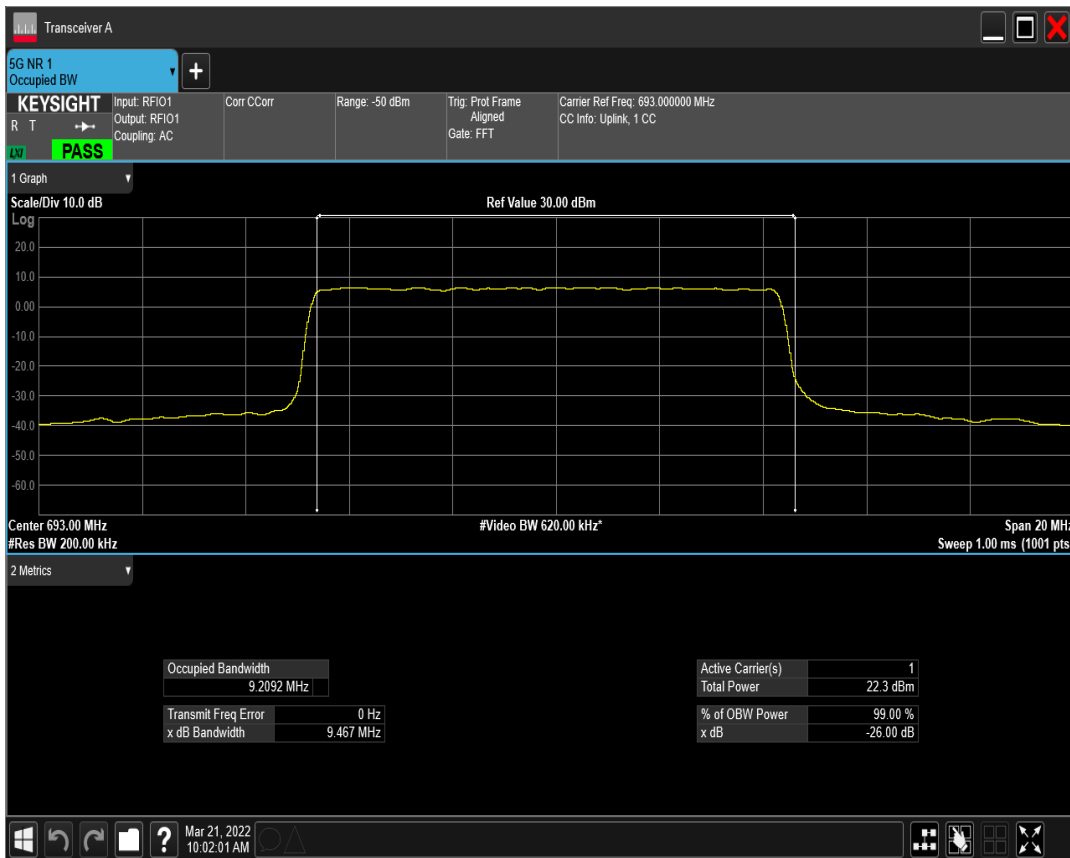 Transceiver A
5G NR 1
Occupied BW
+
KEYSIGHT
R T
LXI
PASS
Input: RFIO1
Output: RFIO1
Coupling: AC
Corr CCorr
Range: -50 dBm
Trig: Prot Frame
Aligned
Gate: FFT
Carrier Ref Freq: 693.000000 MHz
CC Info: Uplink, 1 CC
1 Graph
Scale/Div 10.0 dB
Ref Value 30.00 dBm
Log
20.0
10.0
0.00
-10.0
-20.0
-30.0
-40.0
-50.0
-60.0
Center 693.00 MHz
#Video BW 620.00 kHz*
Span 20 MHz
#Res BW 200.00 kHz
Sweep 1.00 ms (1001 pts
2 Metrics
Occupied Bandwidth
9.2092 MHz
Transmit Freq Error 0 Hz
x dB Bandwidth 9.467 MHz
Active Carrier(s) 1
Total Power 22.3 dBm
% of OBW Power 99.00 %
x dB -26.00 dB
?
Mar 21, 2022
10:02:01 AM